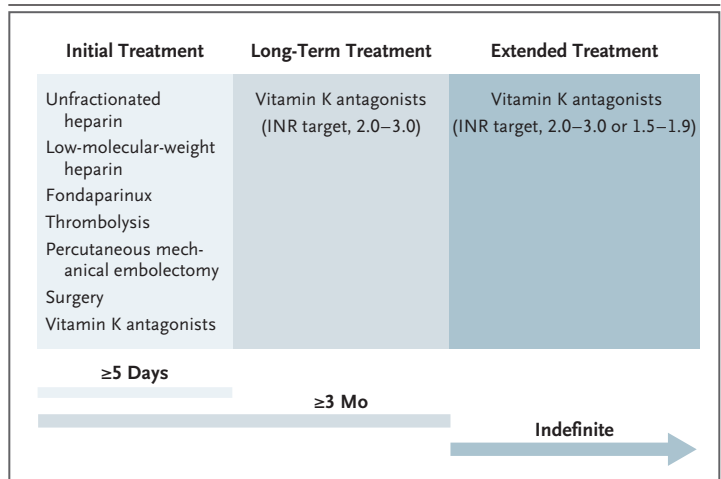 Initial Treatment
Long-Term Treatment
Extended Treatment
Unfractionated
heparin
Low-molecular-weight
heparin
Fondaparinux
Thrombolysis
Percutaneous mech-
anical embolectomy
Surgery
Vitamin K antagonists
Vitamin K antagonists
(INR target, 2.0–3.0)
Vitamin K antagonists
(INR target, 2.0–3.0 or 1.5–1.9)
≥5 Days
≥3 Mo
Indefinite